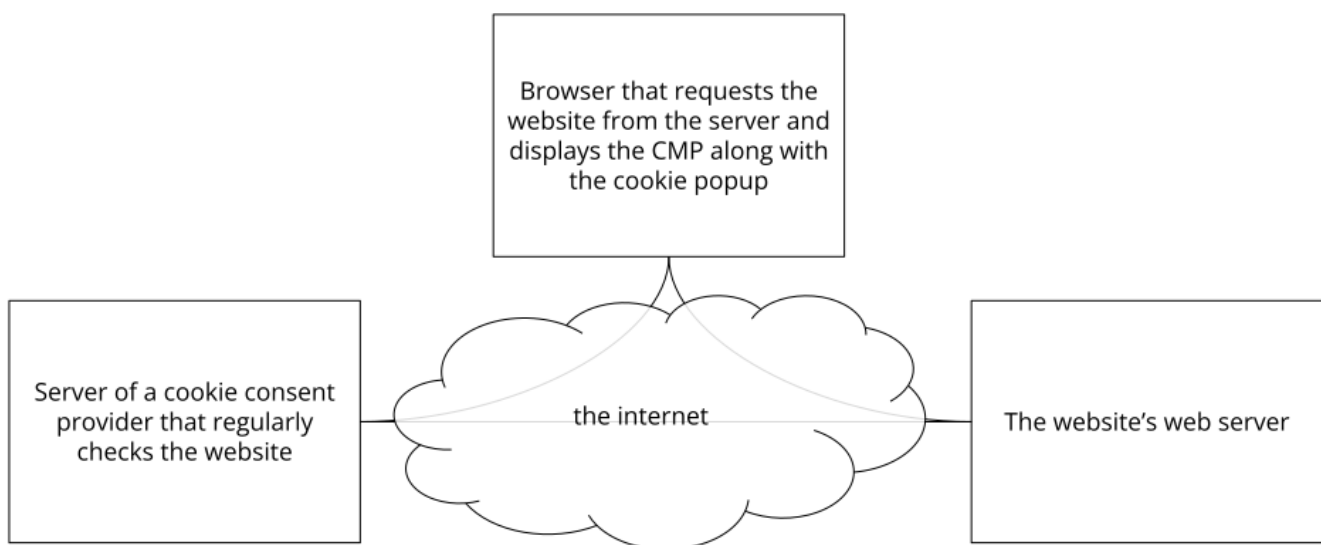 Browser that requests the
website from the server and
displays the CMP along with
the cookie popup
Server of a cookie consent
provider that regularly
checks the website
the internet
The website’s web server